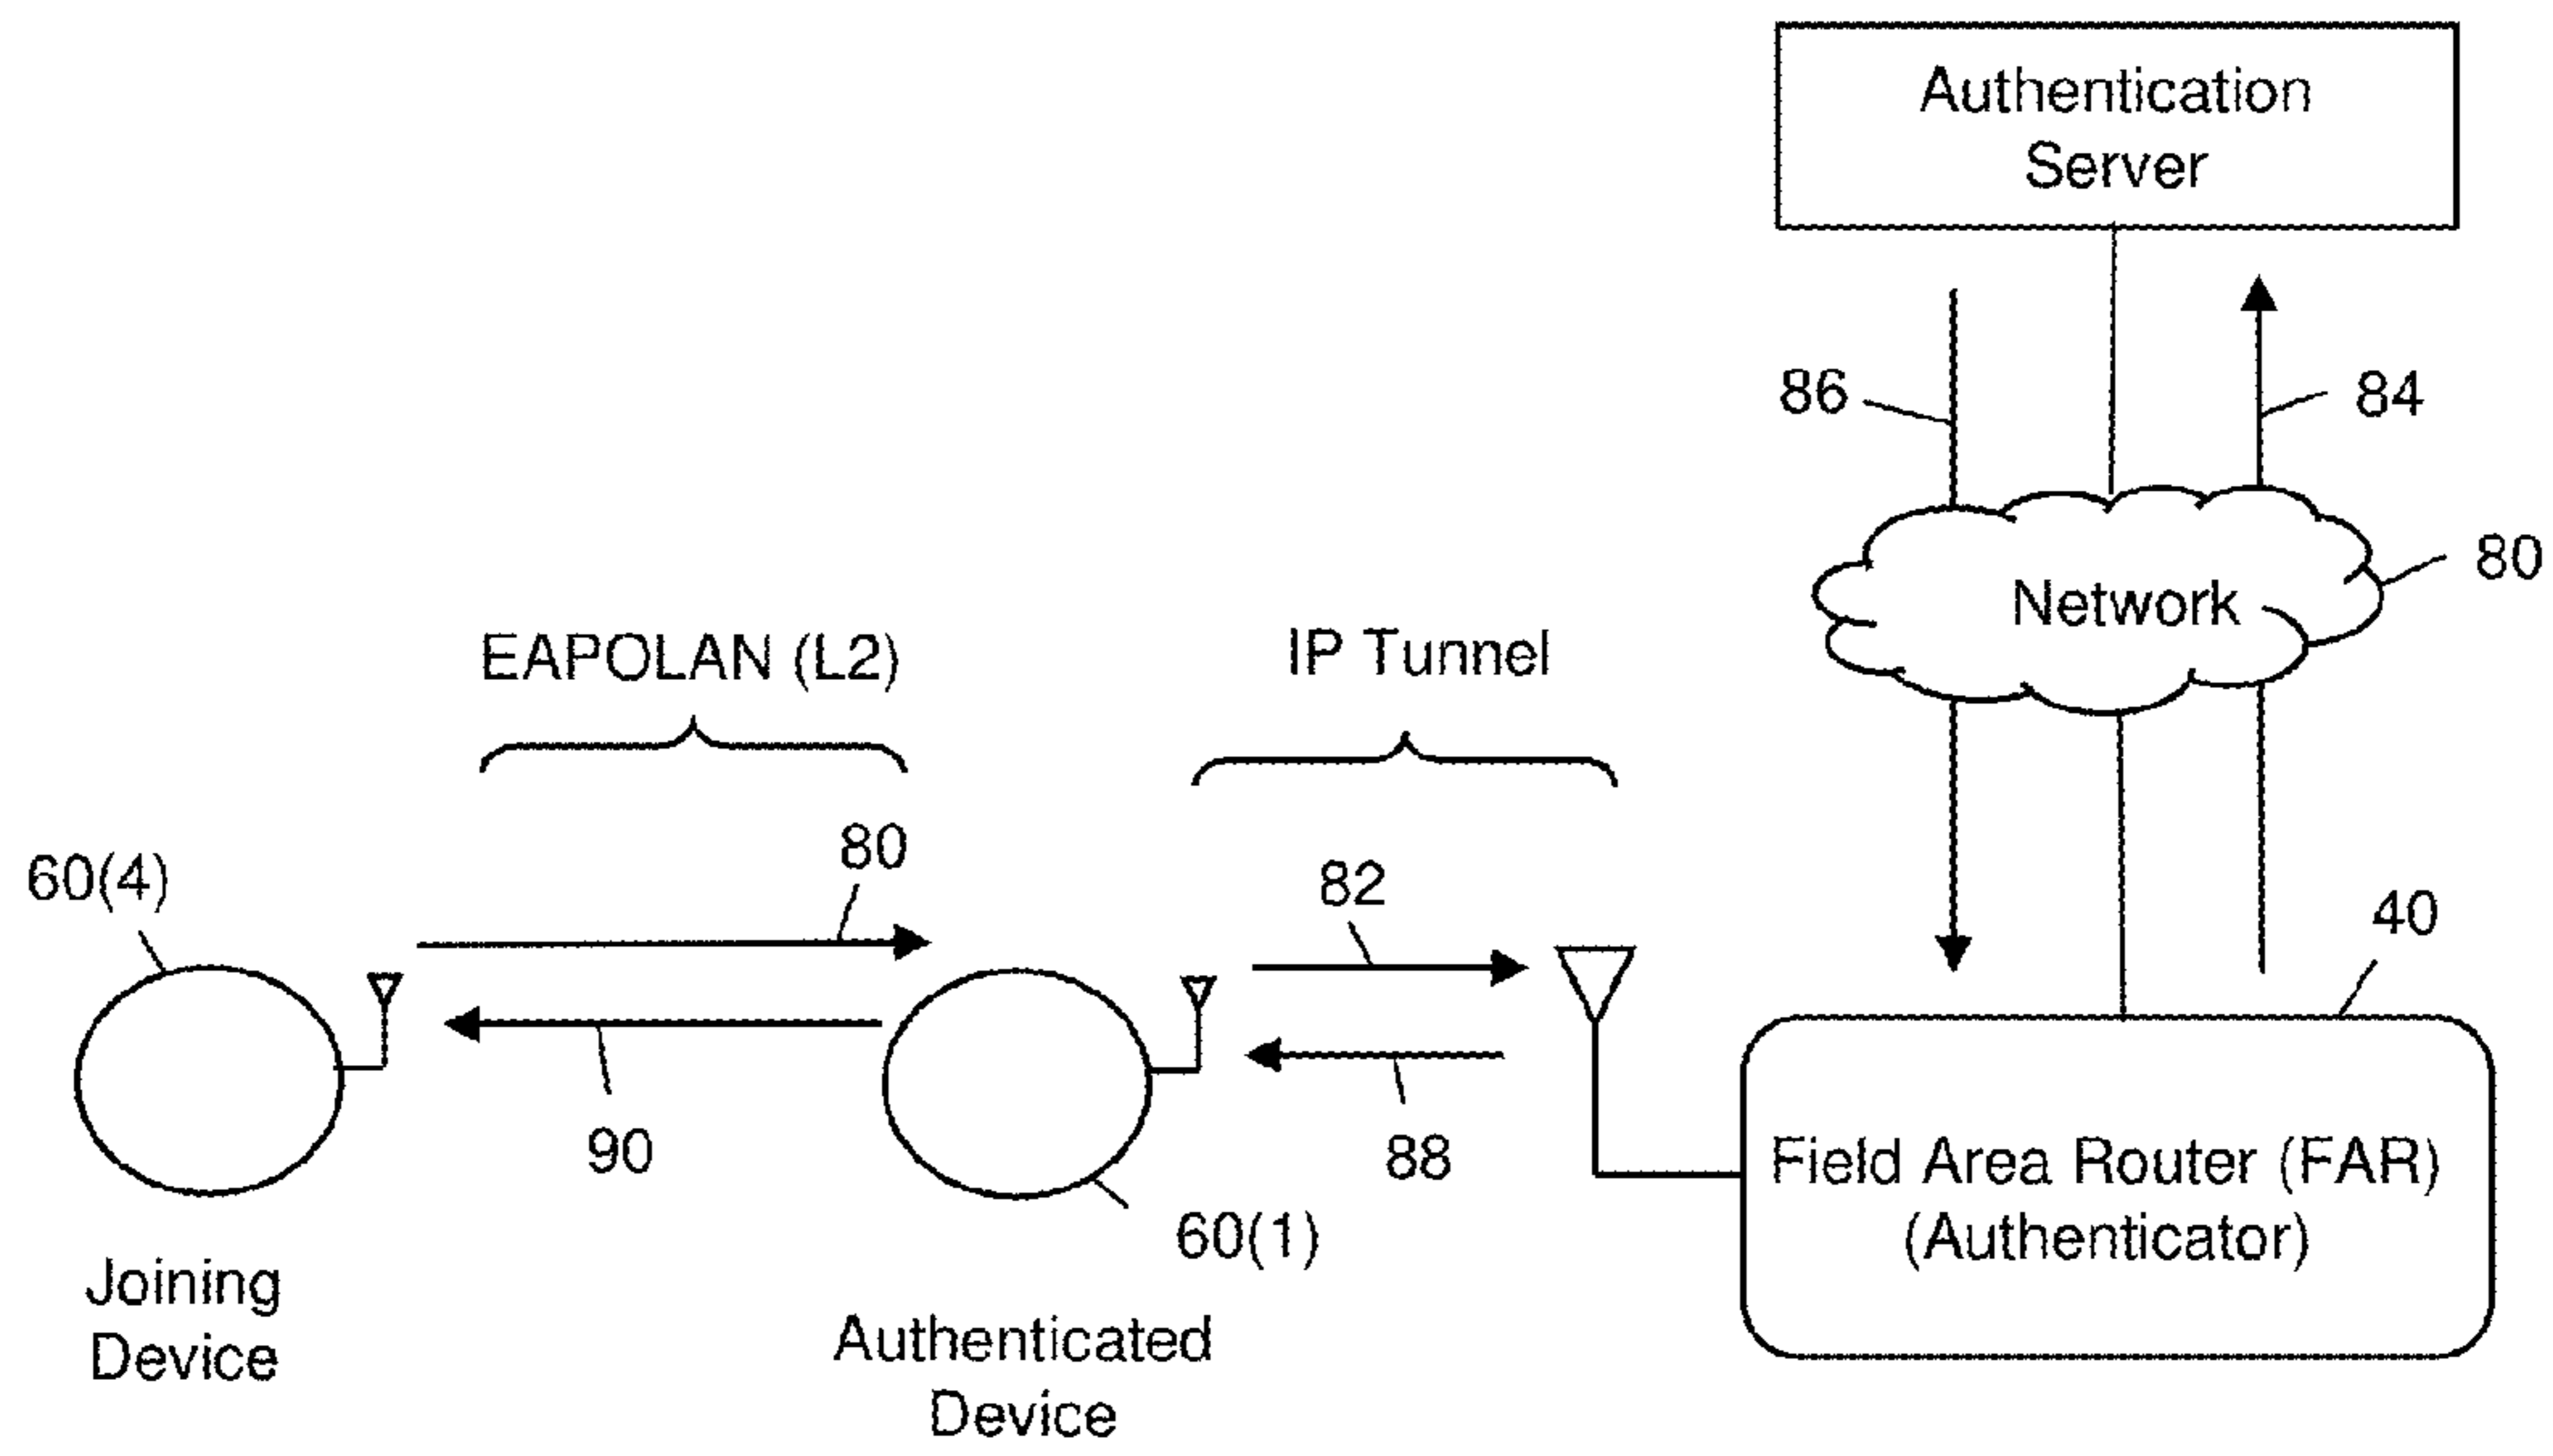 Authentication
Server
86
84
Network
80
EAPOLAN (L2)
IP Tunnel
80
60(4)
82
40
90
88
Field Area Router (FAR)
(Authenticator)
60(1)
Joining
Device
Authenticated
Device